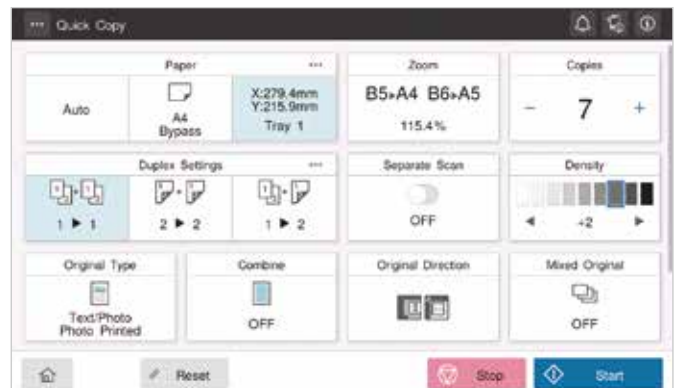 Quick Copy
Paper
Zoom
Copies
Auto
A4
Bypass
X:279.4mm
Y:215.9mm
Tray 1
B5▸A4 B6▸A5
115.4%
- 7 +
Duplex Settings
Separate Scan
Density
1 ▶ 1
2 ▶ 2
1 ▶ 2
OFF
◀ +2 ▶
Original Type
Combine
Original Direction
Mixed Original
Text/Photo
Photo Printed
OFF
OFF
Reset
Stop
Start